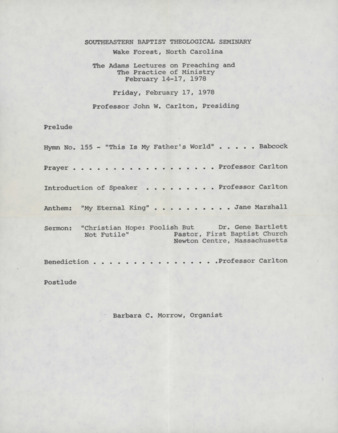 SOUTHEASTERN BAPTIST THEOLOGICAL SEMINARY
Wake Forest, North Carolina
The Adams Lectures on Preaching and
The Practice of Ministry
February 14-17, 1978
Friday, February 17, 1978
Professor John W. Carlton, Presiding
Prelude
Hymn No. 155 - "This Is My Father's World" . . . . . Babcock
Prayer . . . . . . . . . . . . . . . . . Professor Carlton
Introduction of Speaker . . . . . . . . . Professor Carlton
Anthem: "My Eternal King" . . . . . . . . . . Jane Marshall
Sermon: "Christian Hope: Foolish But Dr. Gene Bartlett
Not Futile" Pastor, First Baptist Church
Newton Centre, Massachusetts
Benediction . . . . . . . . . . . . . . . .Professor Carlton
Postlude
Barbara C. Morrow, Organist